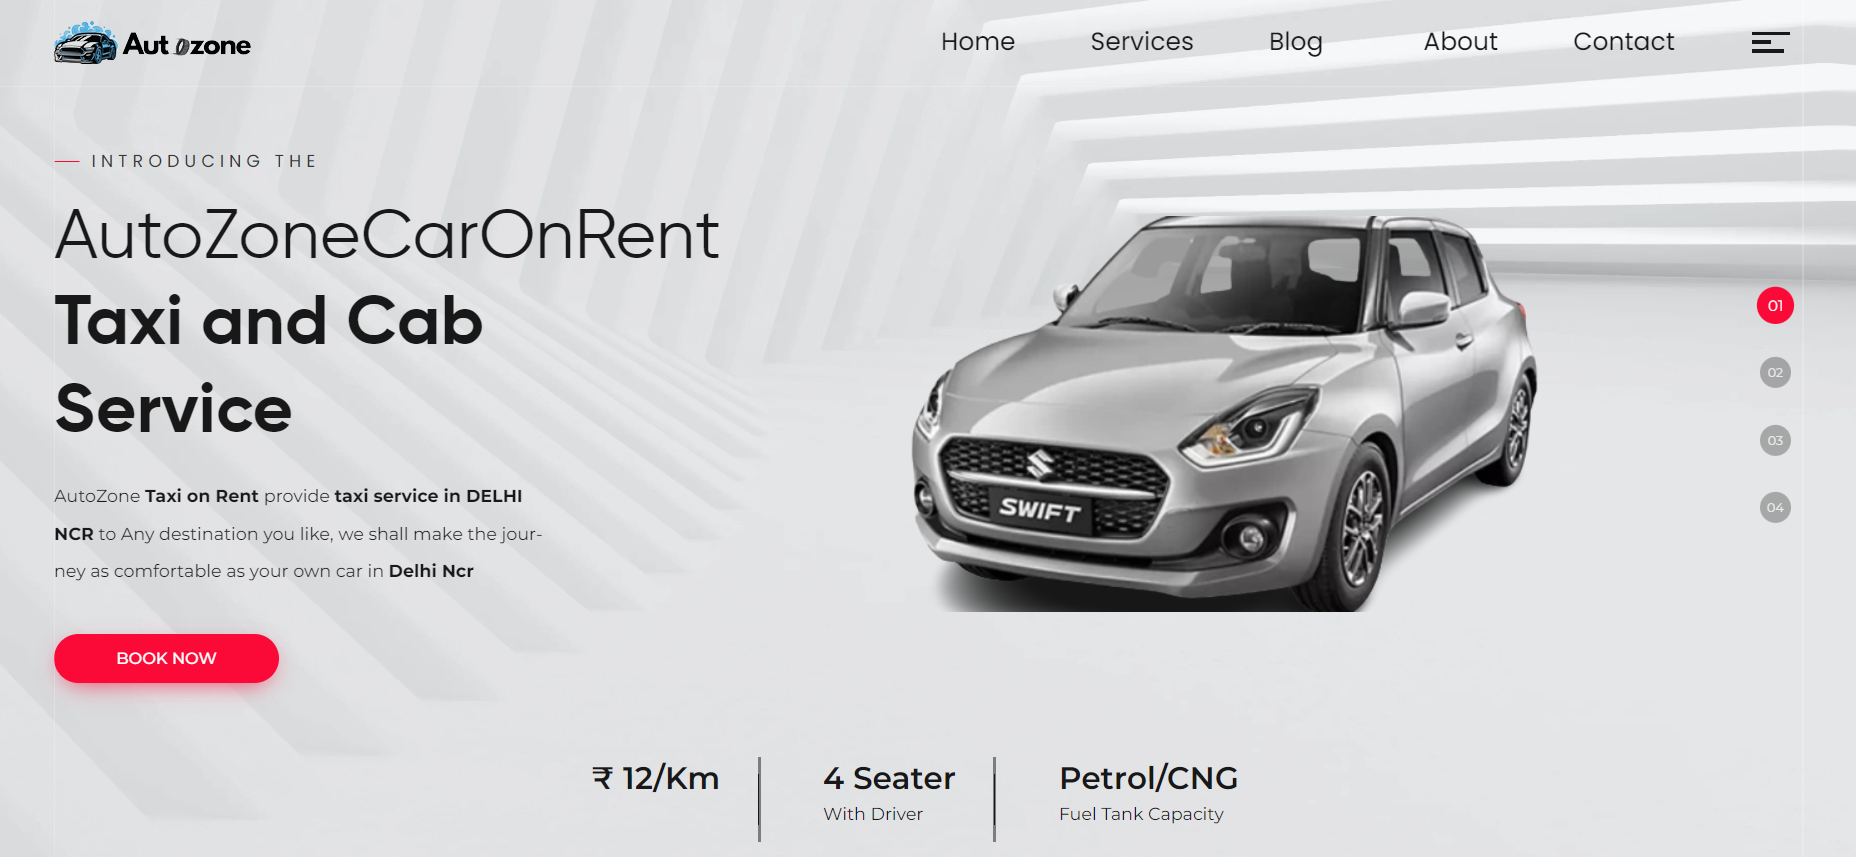 Autozone
Home Services Blog About Contact
INTRODUCING THE
AutoZoneCarOnRent
Taxi and Cab
Service
AutoZone Taxi on Rent provide taxi service in DELHI
NCR to Any destination you like, we shall make the jour-
ney as comfortable as your own car in Delhi Ncr
BOOK NOW
SWIFT
01
02
03
04
₹ 12/Km
4 Seater
With Driver
Petrol/CNG
Fuel Tank Capacity